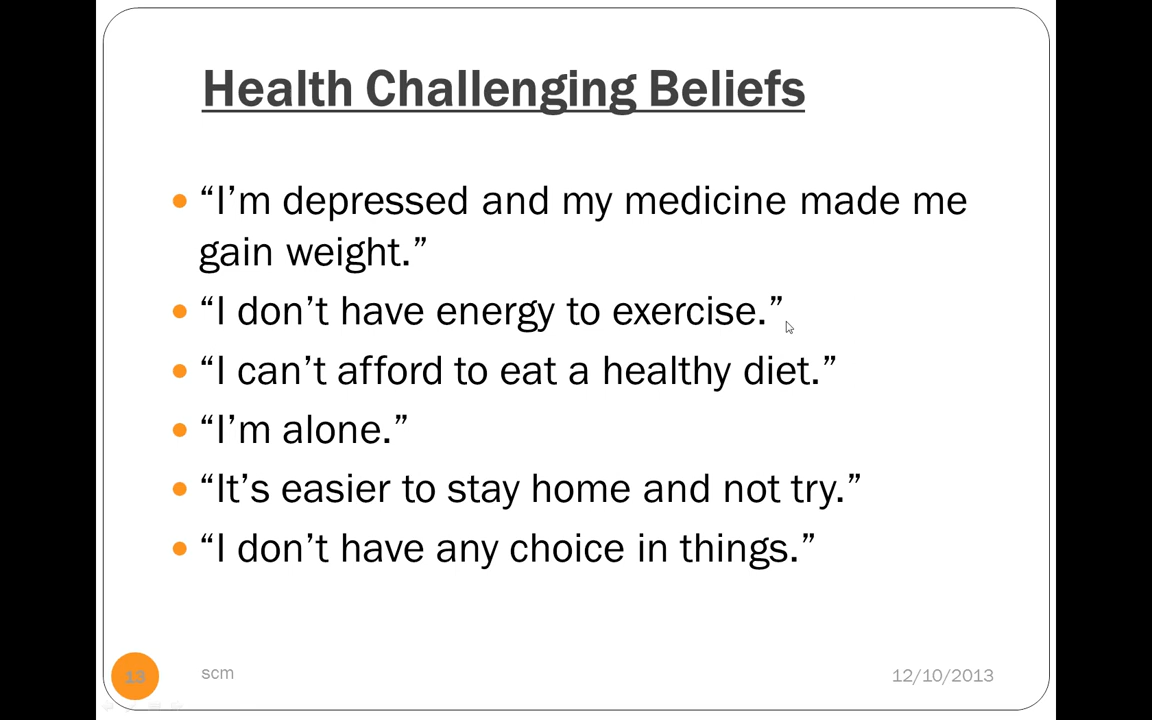 Health Challenging Beliefs
“I’m depressed and my medicine made me
gain weight.”
“I don’t have energy to exercise.”
“I can’t afford to eat a healthy diet.”
“I’m alone.”
“It’s easier to stay home and not try.”
“I don’t have any choice in things.”
13
scm
12/10/2013